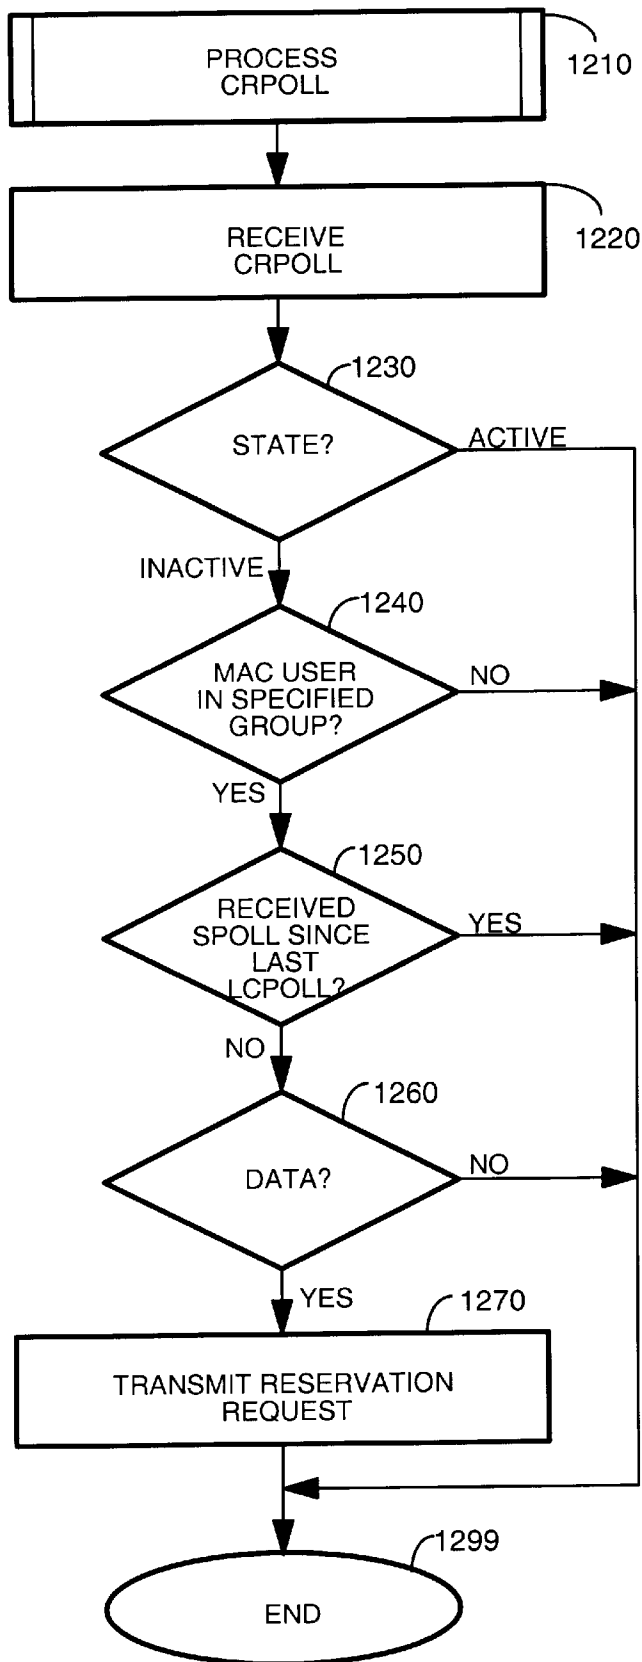 PROCESS
CRPOLL
1210
RECEIVE
CRPOLL
1220
1230
STATE?
ACTIVE
INACTIVE
1240
MAC USER
IN SPECIFIED
GROUP?
NO
YES
1250
RECEIVED
SPOLL SINCE
LAST
LCPOLL?
YES
NO
1260
DATA?
NO
YES
1270
TRANSMIT RESERVATION
REQUEST
1299
END